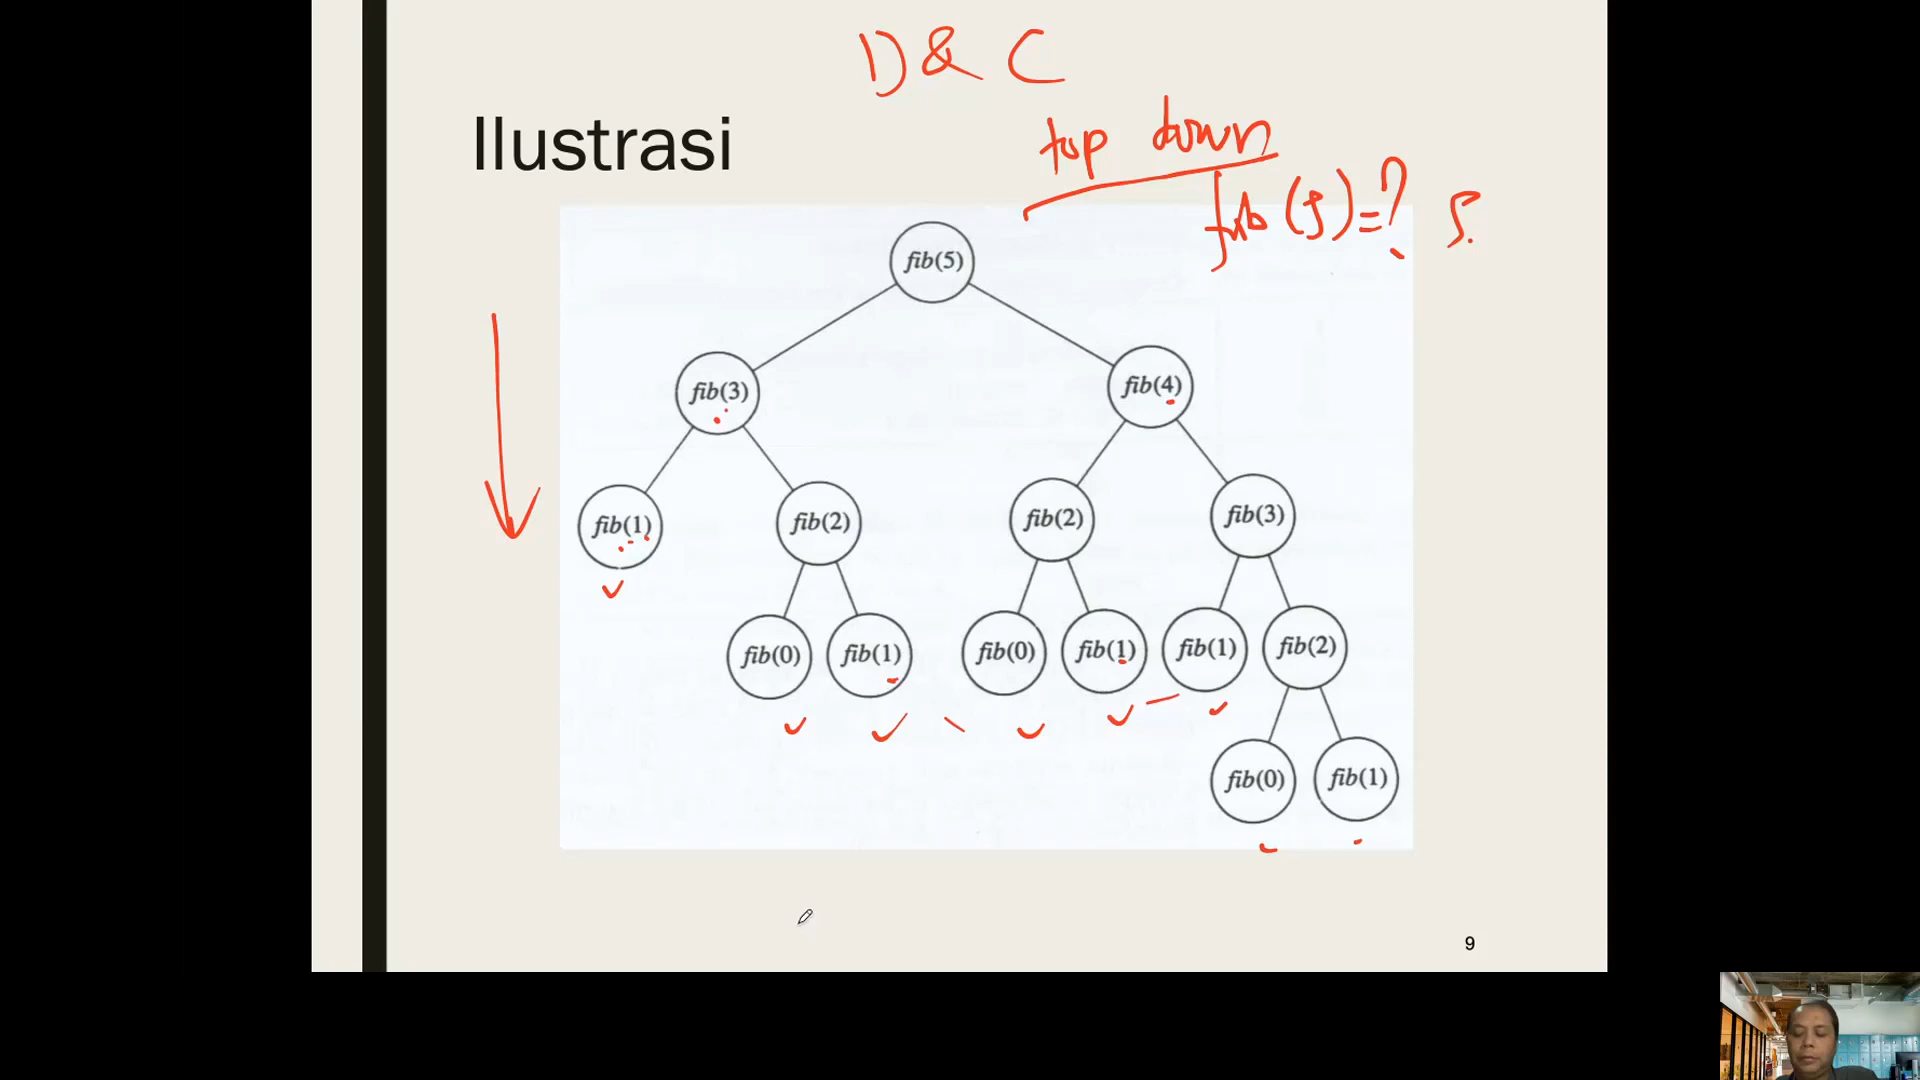 D & C
Ilustrasi
top down
fib(5)=?
fib(5)
fib(3)
fib(4)
fib(1)
fib(2)
fib(2)
fib(3)
fib(0)
fib(1)
fib(0)
fib(1)
fib(1)
fib(2)
fib(0)
fib(1)
9